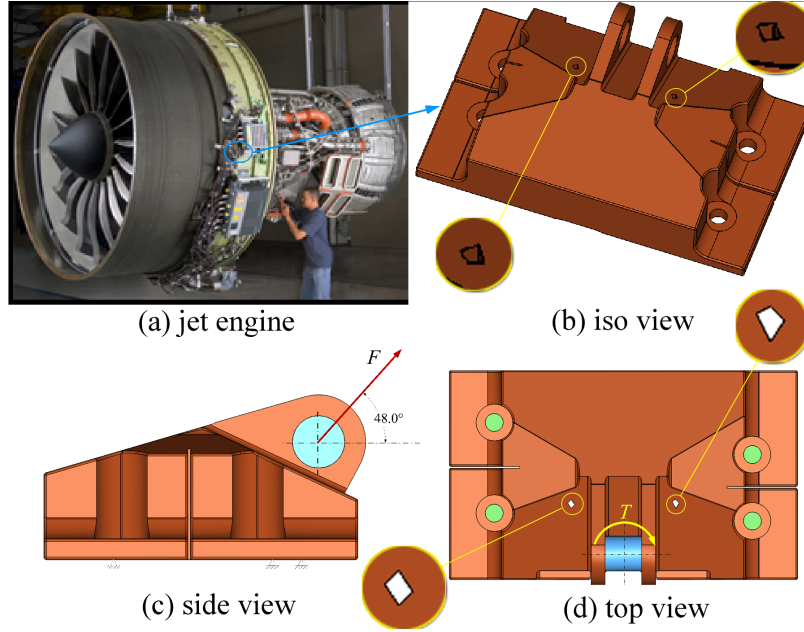 (a) jet engine
(b) iso view
F
48.0°
T
(c) side view
(d) top view